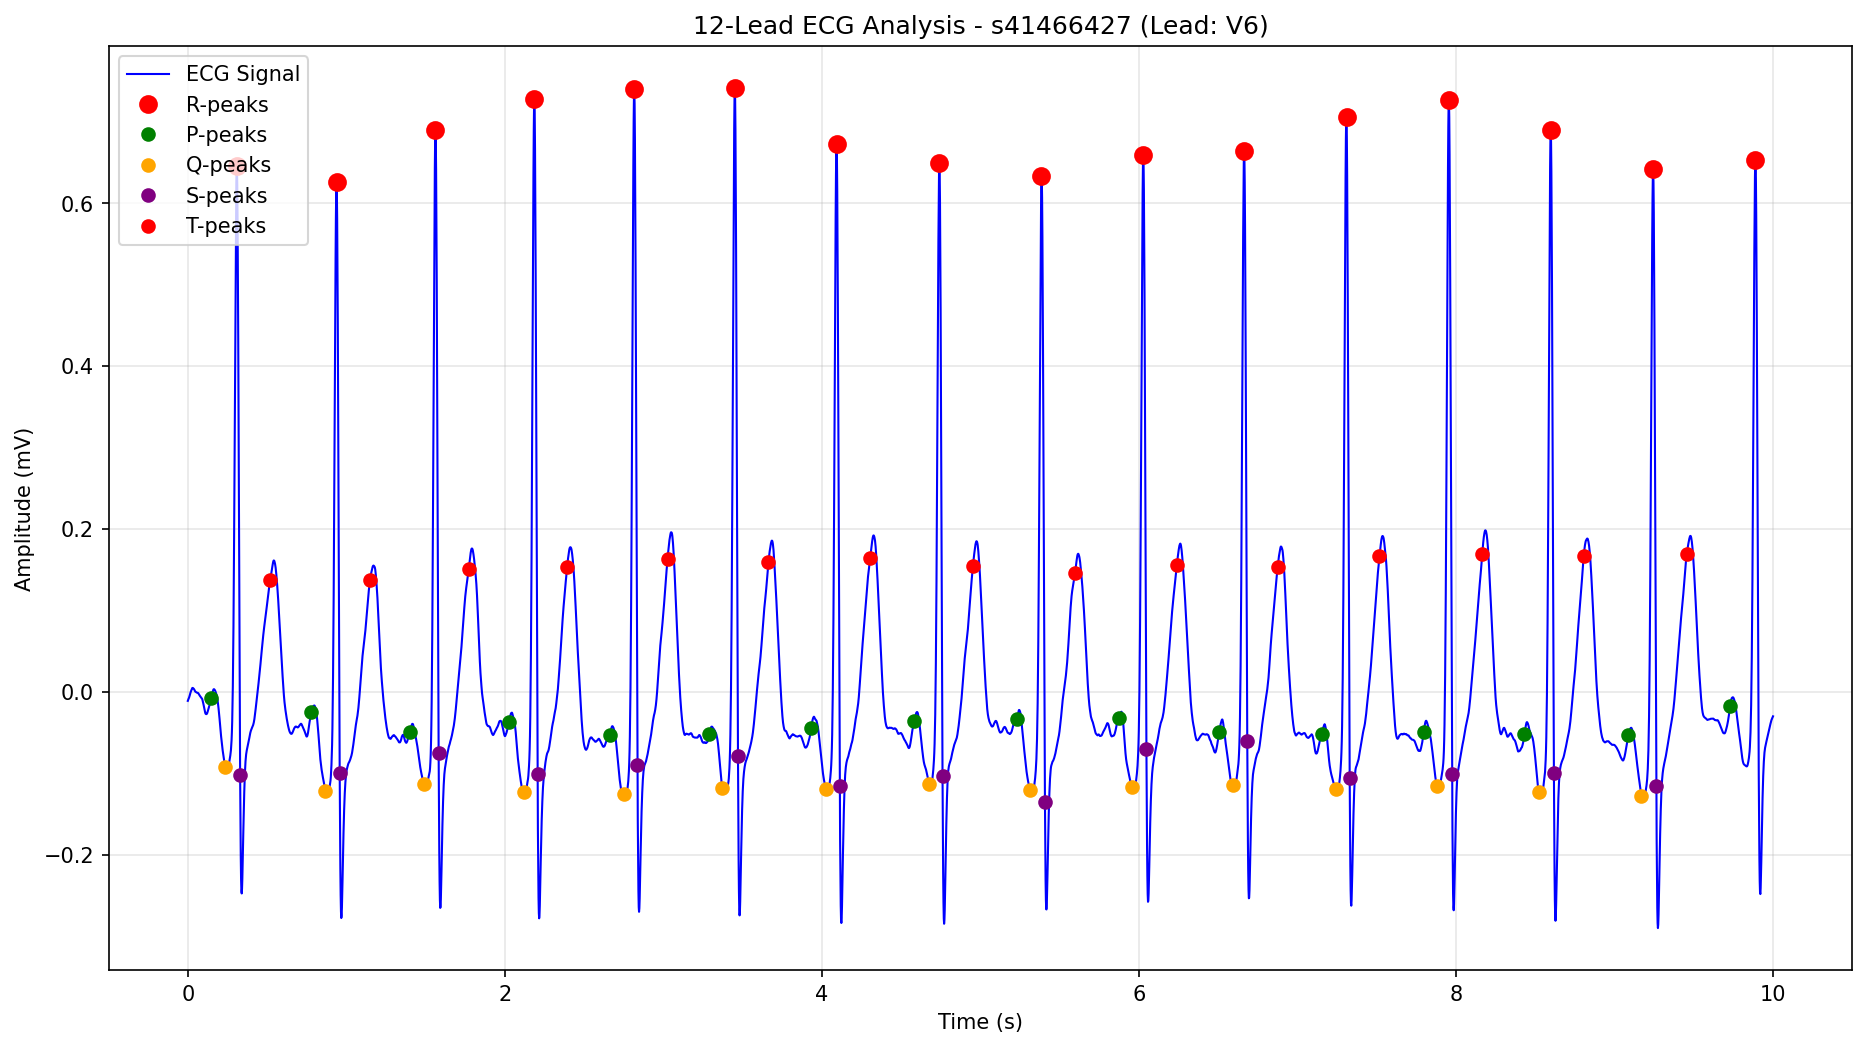 12-Lead ECG Analysis - s41466427 (Lead: V6)
ECG Signal
R-peaks
P-peaks
Q-peaks
S-peaks
T-peaks
Amplitude (mV)
0.6
0.4
0.2
0.0
−0.2
0 2 4 6 8 10
Time (s)